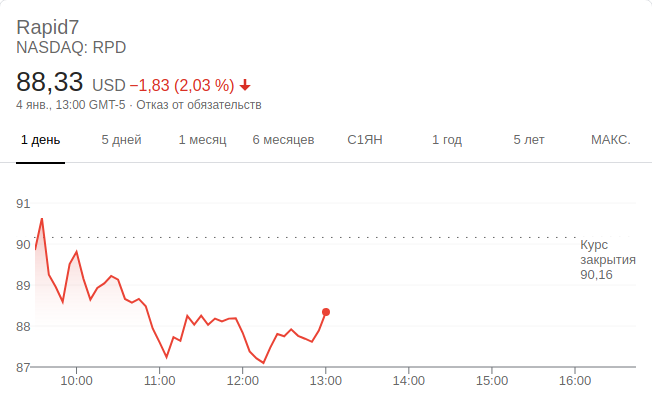 Rapid7
NASDAQ: RPD
88,33 USD −1,83 (2,03 %)
4 янв., 13:00 GMT-5 · Отказ от обязательств
1 день 5 дней 1 месяц 6 месяцев С1ЯН 1 год 5 лет МАКС.
91
90
89
88
87
Курс
закрытия
90,16
10:00 11:00 12:00 13:00 14:00 15:00 16:00